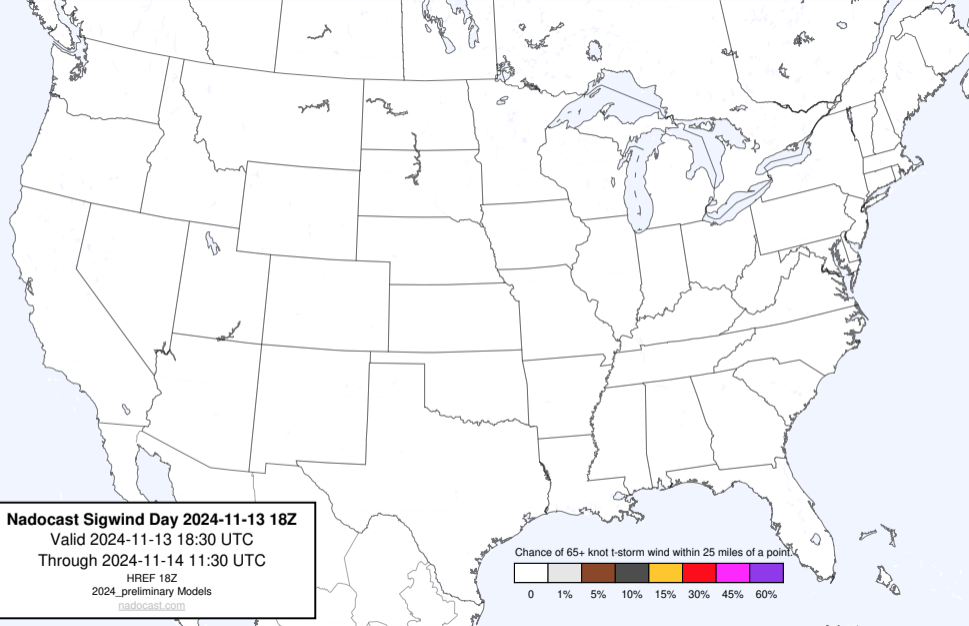 Nadocast Sigwind Day 2024-11-13 18Z
Valid 2024-11-13 18:30 UTC
Through 2024-11-14 11:30 UTC
HREF 18Z
2024_preliminary Models
nadocast.com
Chance of 65+ knot t-storm wind within 25 miles of a point.
0 1% 5% 10% 15% 30% 45% 60%